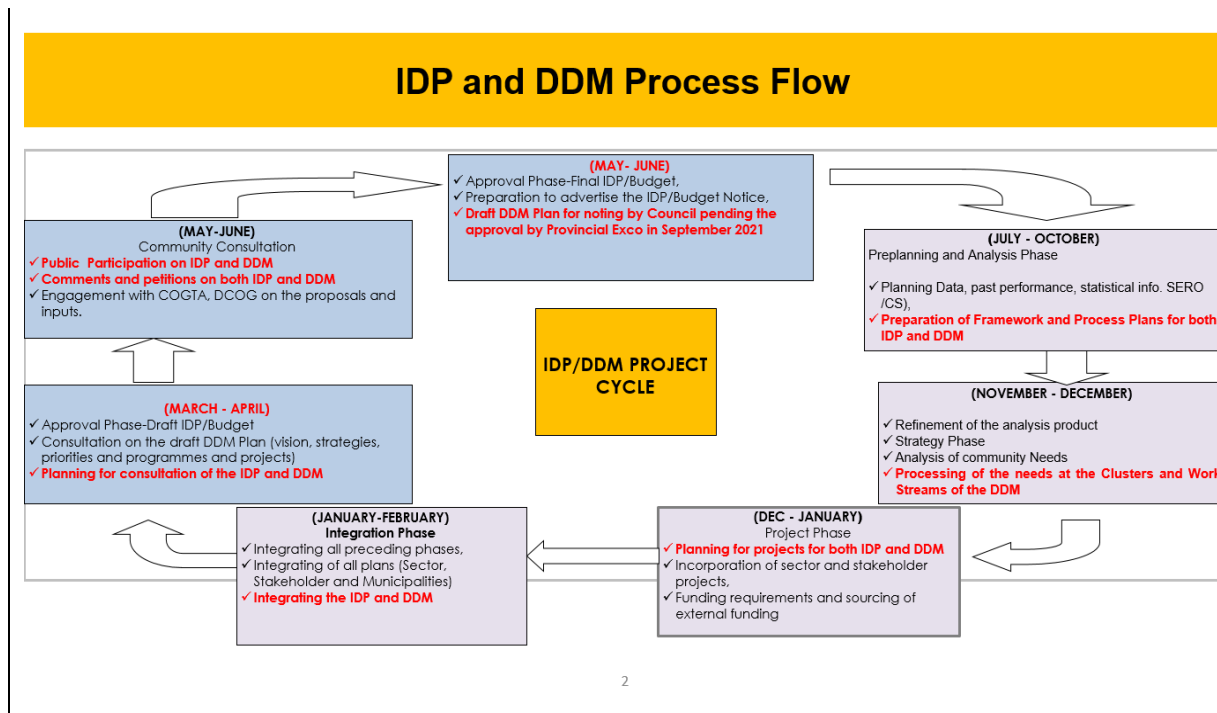 IDP and DDM Process Flow
(MAY- JUNE)
✓ Approval Phase-Final IDP/Budget,
✓ Preparation to advertise the IDP/Budget Notice,
✓ Draft DDM Plan for noting by Council pending the
approval by Provincial Exco in September 2021
(JULY - OCTOBER)
Preplanning and Analysis Phase
✓ Planning Data, past performance, statistical info. SERO
/CS),
✓ Preparation of Framework and Process Plans for both
IDP and DDM
(NOVEMBER - DECEMBER)
✓ Refinement of the analysis product
✓ Strategy Phase
✓ Analysis of community Needs
✓ Processing of the needs at the Clusters and Work
Streams of the DDM
(DEC - JANUARY)
Project Phase
✓ Planning for projects for both IDP and DDM
✓ Incorporation of sector and stakeholder
projects,
✓ Funding requirements and sourcing of
external funding
(JANUARY-FEBRUARY)
Integration Phase
✓ Integrating all preceding phases,
✓ Integrating of all plans (Sector,
Stakeholder and Municipalities)
✓ Integrating the IDP and DDM
(MARCH - APRIL)
✓ Approval Phase-Draft IDP/Budget
✓ Consultation on the draft DDM Plan (vision, strategies,
priorities and programmes and projects)
✓ Planning for consultation of the IDP and DDM
(MAY-JUNE)
Community Consultation
✓ Public Participation on IDP and DDM
✓ Comments and petitions on both IDP and DDM
✓ Engagement with COGTA, DCOG on the proposals and
inputs.
IDP/DDM PROJECT
CYCLE
2